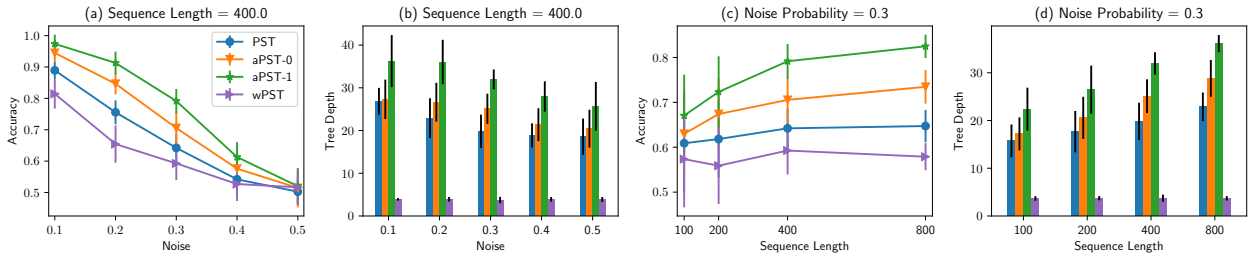 (a) Sequence Length = 400.0
1.0
0.9
0.8
0.7
0.6
0.5
Accuracy
0.1 0.2 0.3 0.4 0.5
Noise
PST
aPST-0
aPST-1
wPST
(b) Sequence Length = 400.0
40
30
20
10
0
Tree Depth
0.1 0.2 0.3 0.4 0.5
Noise
(c) Noise Probability = 0.3
0.8
0.7
0.6
0.5
Accuracy
100 200 400 800
Sequence Length
(d) Noise Probability = 0.3
30
20
10
0
Tree Depth
100 200 400 800
Sequence Length